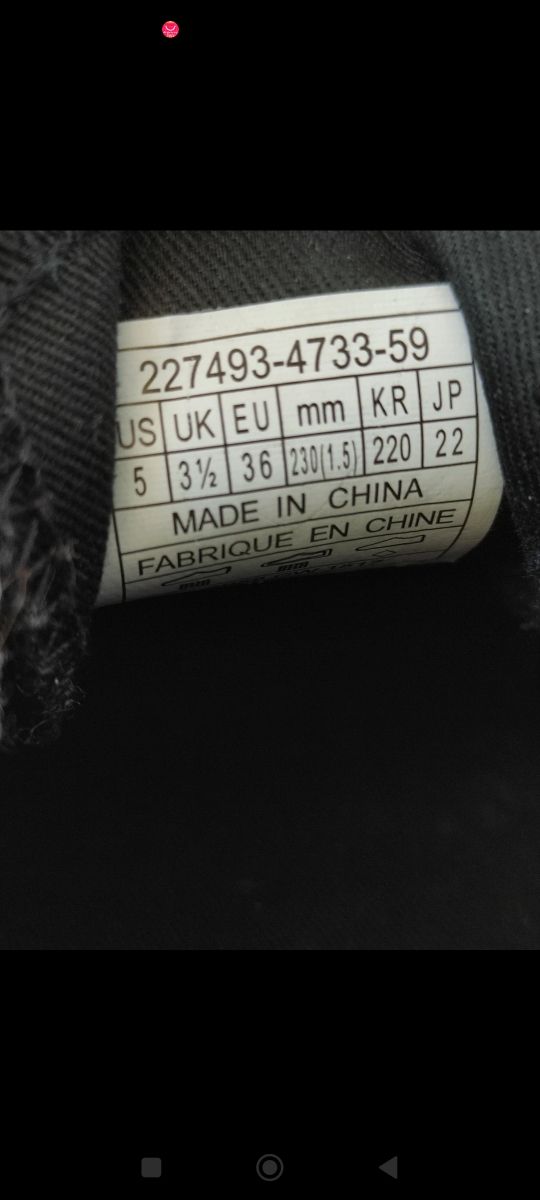 227493-4733-59
US UK EU mm KR JP
5 3½ 36 230(1.5) 220 22
MADE IN CHINA
FABRIQUE EN CHINE